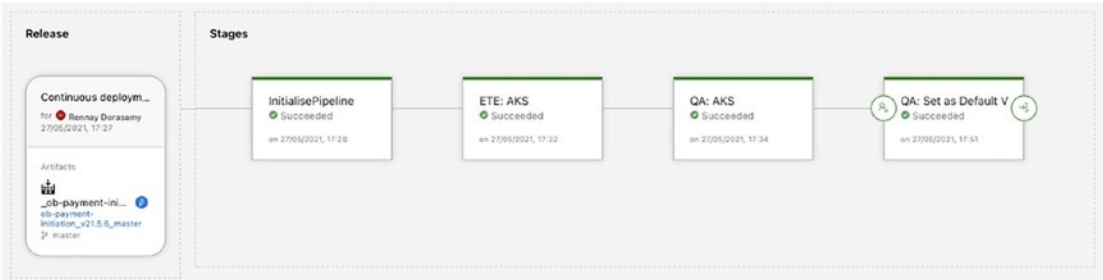 Release
Stages
Continuous deploym...
for Rennay Dorasamy
27/05/2021, 17:27
Artifacts
_ob-payment-ini...
ob-payment-
initiation_v21.5.6_master
master
InitialisePipeline
Succeeded
on 27/05/2021, 17:28
ETE: AKS
Succeeded
on 27/05/2021, 17:32
QA: AKS
Succeeded
on 27/05/2021, 17:34
QA: Set as Default V
Succeeded
on 27/05/2021, 17:51